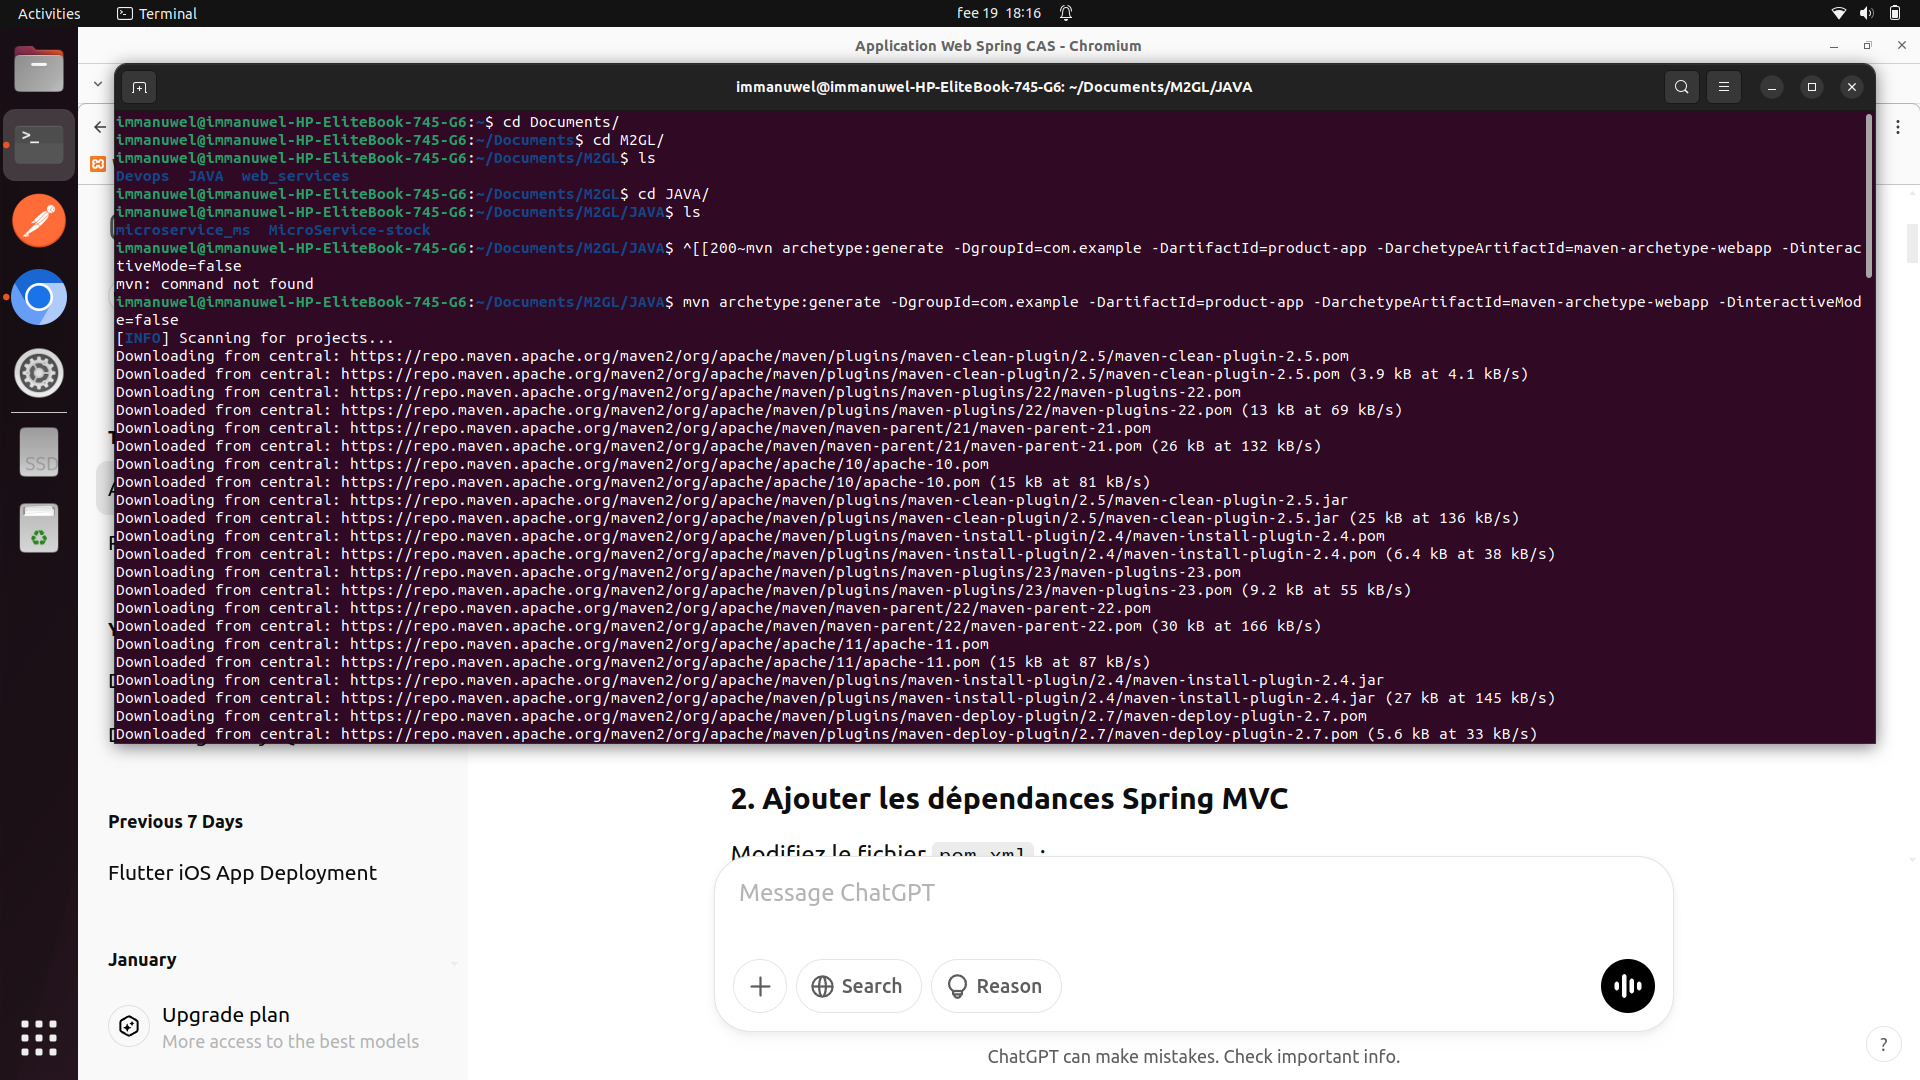 Activities
Terminal
fee 19 18:16
Application Web Spring CAS - Chromium
immanuwel@immanuwel-HP-EliteBook-745-G6: ~/Documents/M2GL/JAVA
immanuwel@immanuwel-HP-EliteBook-745-G6:~$ cd Documents/
immanuwel@immanuwel-HP-EliteBook-745-G6:~/Documents$ cd M2GL/
immanuwel@immanuwel-HP-EliteBook-745-G6:~/Documents/M2GL$ ls
Devops  JAVA  web_services
immanuwel@immanuwel-HP-EliteBook-745-G6:~/Documents/M2GL$ cd JAVA/
immanuwel@immanuwel-HP-EliteBook-745-G6:~/Documents/M2GL/JAVA$ ls
microservice_ms  MicroService-stock
immanuwel@immanuwel-HP-EliteBook-745-G6:~/Documents/M2GL/JAVA$ ^[[200~mvn archetype:generate -DgroupId=com.example -DartifactId=product-app -DarchetypeArtifactId=maven-archetype-webapp -Dinterac
tiveMode=false
mvn: command not found
immanuwel@immanuwel-HP-EliteBook-745-G6:~/Documents/M2GL/JAVA$ mvn archetype:generate -DgroupId=com.example -DartifactId=product-app -DarchetypeArtifactId=maven-archetype-webapp -DinteractiveMod
e=false
[INFO] Scanning for projects...
Downloading from central: https://repo.maven.apache.org/maven2/org/apache/maven/plugins/maven-clean-plugin/2.5/maven-clean-plugin-2.5.pom
Downloaded from central: https://repo.maven.apache.org/maven2/org/apache/maven/plugins/maven-clean-plugin/2.5/maven-clean-plugin-2.5.pom (3.9 kB at 4.1 kB/s)
Downloading from central: https://repo.maven.apache.org/maven2/org/apache/maven/plugins/maven-plugins/22/maven-plugins-22.pom
Downloaded from central: https://repo.maven.apache.org/maven2/org/apache/maven/plugins/maven-plugins/22/maven-plugins-22.pom (13 kB at 69 kB/s)
Downloading from central: https://repo.maven.apache.org/maven2/org/apache/maven/maven-parent/21/maven-parent-21.pom
Downloaded from central: https://repo.maven.apache.org/maven2/org/apache/maven/maven-parent/21/maven-parent-21.pom (26 kB at 132 kB/s)
Downloading from central: https://repo.maven.apache.org/maven2/org/apache/apache/10/apache-10.pom
Downloaded from central: https://repo.maven.apache.org/maven2/org/apache/apache/10/apache-10.pom (15 kB at 81 kB/s)
Downloading from central: https://repo.maven.apache.org/maven2/org/apache/maven/plugins/maven-clean-plugin/2.5/maven-clean-plugin-2.5.jar
Downloaded from central: https://repo.maven.apache.org/maven2/org/apache/maven/plugins/maven-clean-plugin/2.5/maven-clean-plugin-2.5.jar (25 kB at 136 kB/s)
Downloading from central: https://repo.maven.apache.org/maven2/org/apache/maven/plugins/maven-install-plugin/2.4/maven-install-plugin-2.4.pom
Downloaded from central: https://repo.maven.apache.org/maven2/org/apache/maven/plugins/maven-install-plugin/2.4/maven-install-plugin-2.4.pom (6.4 kB at 38 kB/s)
Downloading from central: https://repo.maven.apache.org/maven2/org/apache/maven/plugins/maven-plugins/23/maven-plugins-23.pom
Downloaded from central: https://repo.maven.apache.org/maven2/org/apache/maven/plugins/maven-plugins/23/maven-plugins-23.pom (9.2 kB at 55 kB/s)
Downloading from central: https://repo.maven.apache.org/maven2/org/apache/maven/maven-parent/22/maven-parent-22.pom
Downloaded from central: https://repo.maven.apache.org/maven2/org/apache/maven/maven-parent/22/maven-parent-22.pom (30 kB at 166 kB/s)
Downloading from central: https://repo.maven.apache.org/maven2/org/apache/apache/11/apache-11.pom
Downloaded from central: https://repo.maven.apache.org/maven2/org/apache/apache/11/apache-11.pom (15 kB at 87 kB/s)
Downloading from central: https://repo.maven.apache.org/maven2/org/apache/maven/plugins/maven-install-plugin/2.4/maven-install-plugin-2.4.jar
Downloaded from central: https://repo.maven.apache.org/maven2/org/apache/maven/plugins/maven-install-plugin/2.4/maven-install-plugin-2.4.jar (27 kB at 145 kB/s)
Downloading from central: https://repo.maven.apache.org/maven2/org/apache/maven/plugins/maven-deploy-plugin/2.7/maven-deploy-plugin-2.7.pom
Downloaded from central: https://repo.maven.apache.org/maven2/org/apache/maven/plugins/maven-deploy-plugin/2.7/maven-deploy-plugin-2.7.pom (5.6 kB at 33 kB/s)
SSD
Previous 7 Days
Flutter iOS App Deployment
January
Upgrade plan
More access to the best models
2. Ajouter les dépendances Spring MVC
Modifiez le fichier pom.xml :
Message ChatGPT
Search
Reason
ChatGPT can make mistakes. Check important info.
?